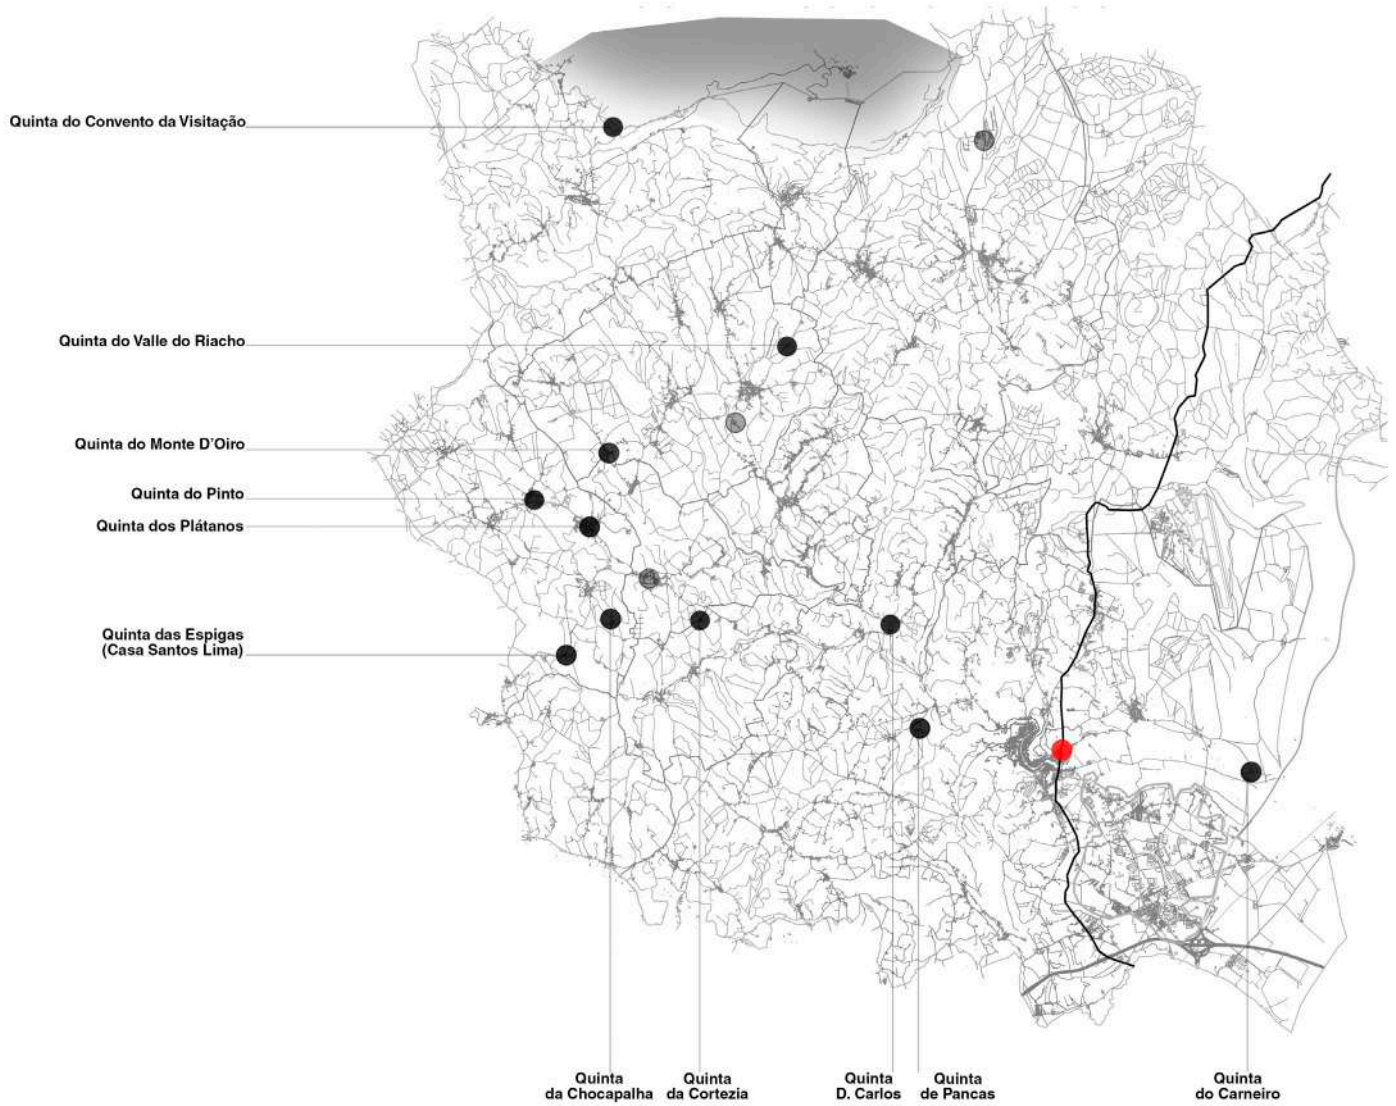 Quinta do Convento da Visitação
Quinta do Valle do Riacho
Quinta do Monte D'Oiro
Quinta do Pinto
Quinta dos Plátanos
Quinta das Espigas
(Casa Santos Lima)
Quinta
da Chocapalha
Quinta
da Cortezia
Quinta
D. Carlos
Quinta
de Pancas
Quinta
do Carneiro